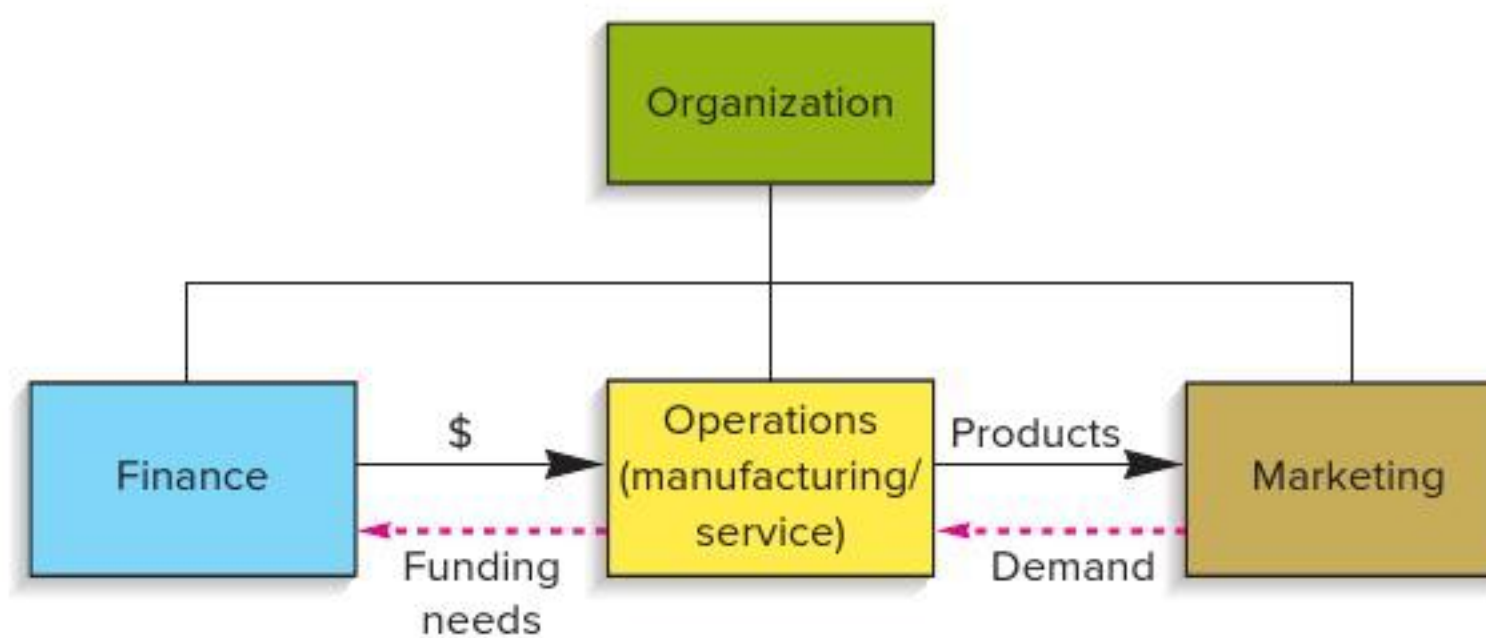 Organization
Finance
$
Funding
needs
Operations
(manufacturing/
service)
Products
Demand
Marketing